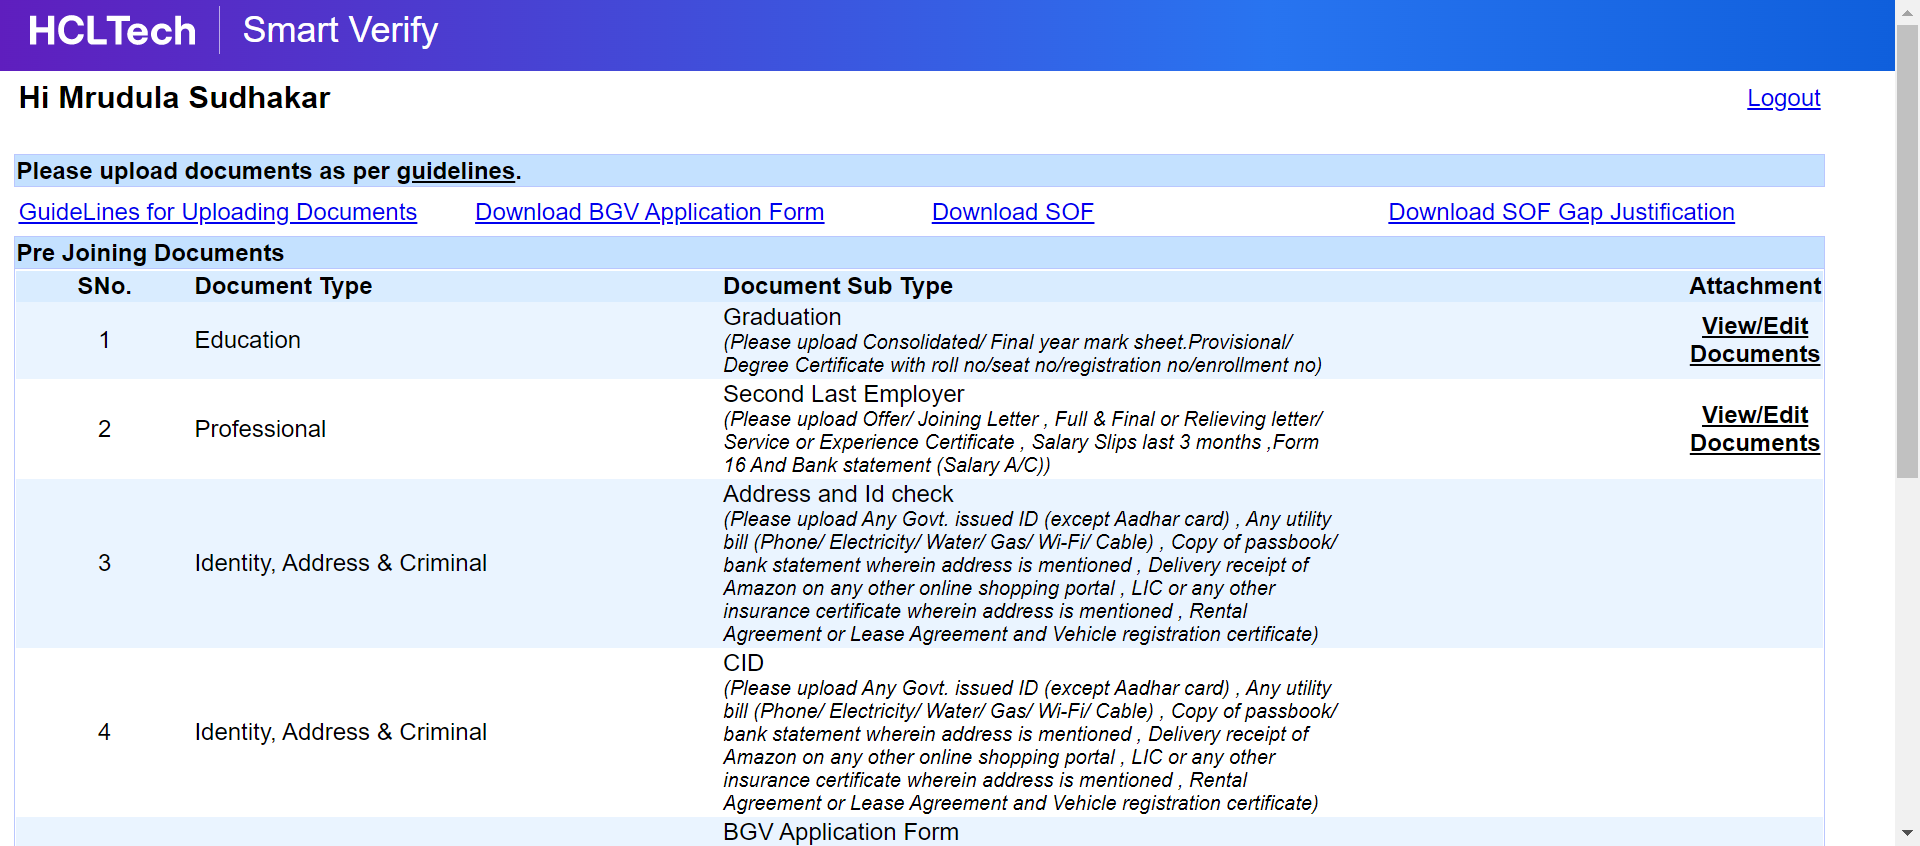 HCLTech Smart Verify
Hi Mrudula Sudhakar
Logout
Please upload documents as per guidelines.
GuideLines for Uploading Documents Download BGV Application Form Download SOF Download SOF Gap Justification
Pre Joining Documents
SNo. Document Type Document Sub Type Attachment
1 Education
Graduation
(Please upload Consolidated/ Final year mark sheet.Provisional/
Degree Certificate with roll no/seat no/registration no/enrollment no)
View/Edit
Documents
2 Professional
Second Last Employer
(Please upload Offer/ Joining Letter , Full & Final or Relieving letter/
Service or Experience Certificate , Salary Slips last 3 months ,Form
16 And Bank statement (Salary A/C))
View/Edit
Documents
3 Identity, Address & Criminal
Address and Id check
(Please upload Any Govt. issued ID (except Aadhar card) , Any utility
bill (Phone/ Electricity/ Water/ Gas/ Wi-Fi/ Cable) , Copy of passbook/
bank statement wherein address is mentioned , Delivery receipt of
Amazon on any other online shopping portal , LIC or any other
insurance certificate wherein address is mentioned , Rental
Agreement or Lease Agreement and Vehicle registration certificate)
4 Identity, Address & Criminal
CID
(Please upload Any Govt. issued ID (except Aadhar card) , Any utility
bill (Phone/ Electricity/ Water/ Gas/ Wi-Fi/ Cable) , Copy of passbook/
bank statement wherein address is mentioned , Delivery receipt of
Amazon on any other online shopping portal , LIC or any other
insurance certificate wherein address is mentioned , Rental
Agreement or Lease Agreement and Vehicle registration certificate)
BGV Application Form